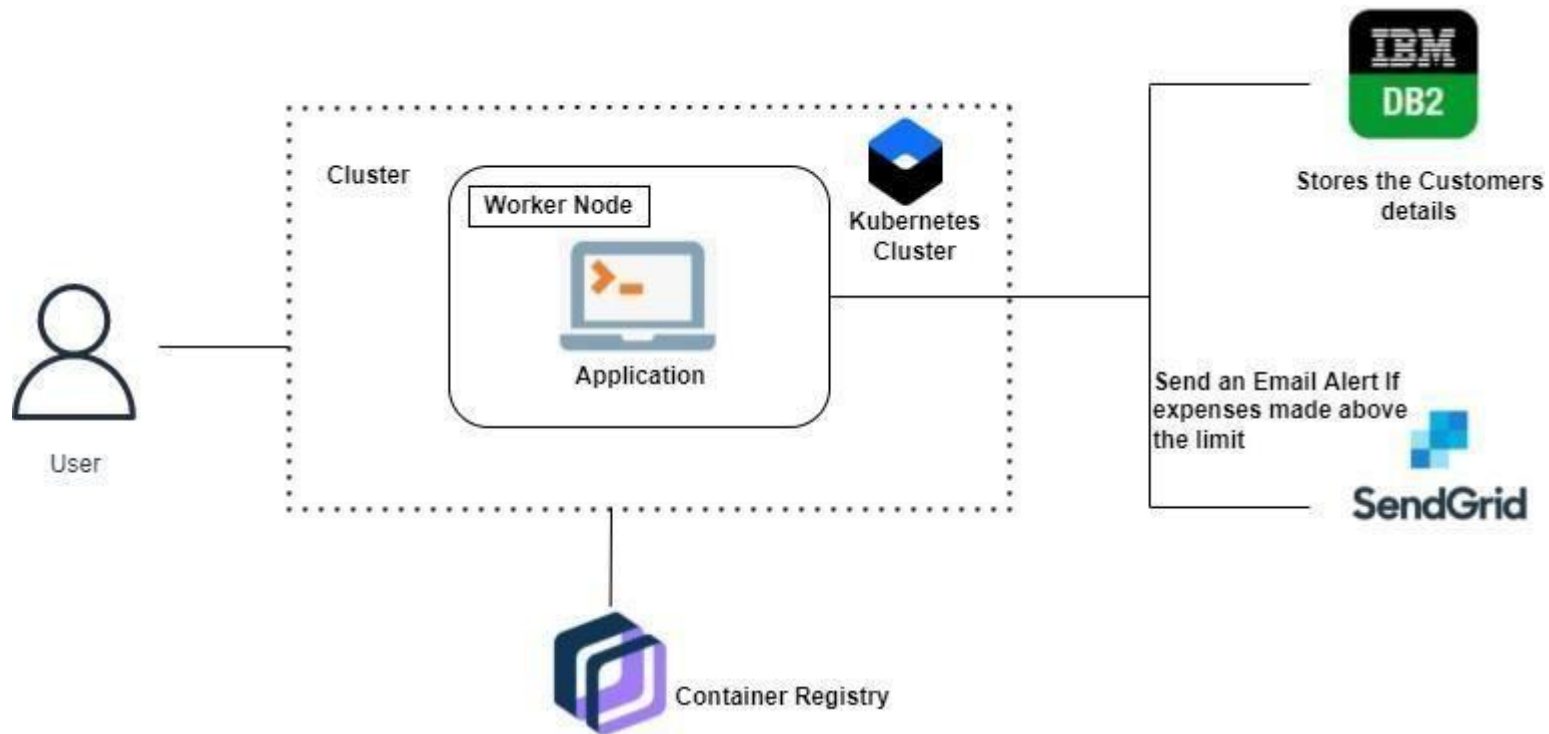 IBM
DB2
Stores the Customers
details
Cluster
Worker Node
Kubernetes
Cluster
Application
User
Send an Email Alert If
expenses made above
the limit
SendGrid
Container Registry